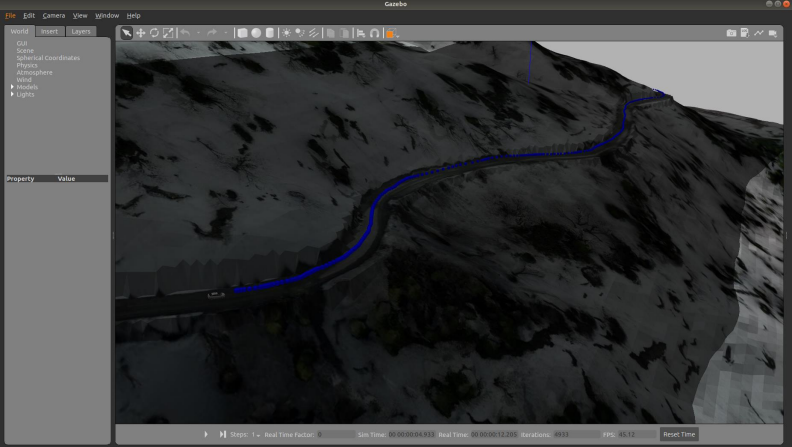 Gazebo
File Edit Camera View Window Help
World Insert Layers
GUI
Scene
Spherical Coordinates
Physics
Atmosphere
Wind
Models
Lights
Property Value
Steps: 1 Real Time Factor: 0 Sim Time: 00 00:00:04.933 Real Time: 00 00:00:12.205 Iterations: 4933 FPS: 45.12 Reset Time